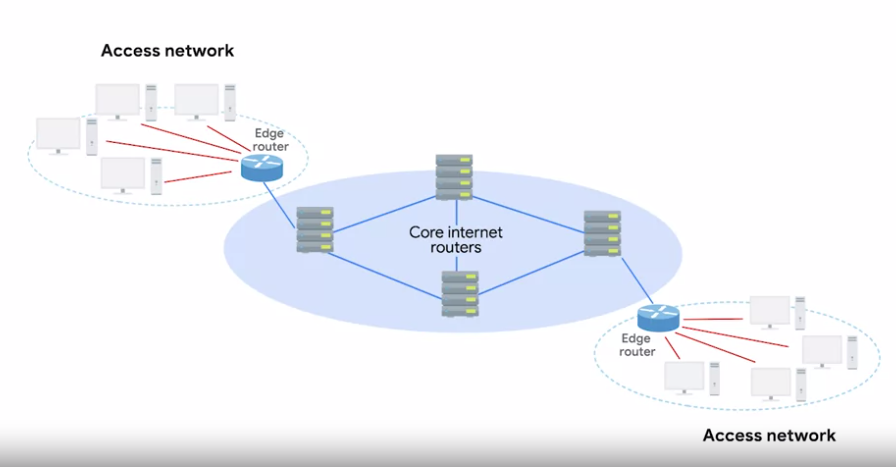 Access network
Edge
router
Core internet
routers
Edge
router
Access network